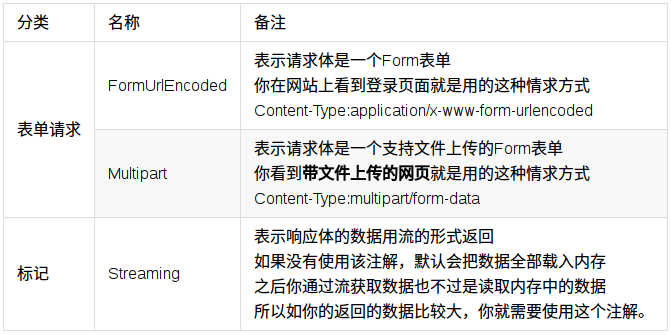 分类 名称 备注
表单请求 FormUrlEncoded 表示请求体是一个Form表单
你在网站上看到登录页面就是用的这种情求方式
Content-Type:application/x-www-form-urlencoded
Multipart 表示请求体是一个支持文件上传的Form表单
你看到带文件上传的网页就是用的这种情求方式
Content-Type:multipart/form-data
标记 Streaming 表示响应体的数据用流的形式返回
如果没有使用该注解，默认会把数据全部载入内存
之后你通过流获取数据也不过是读取内存中的数据
所以如你的返回的数据比较大，你就需要使用这个注解。